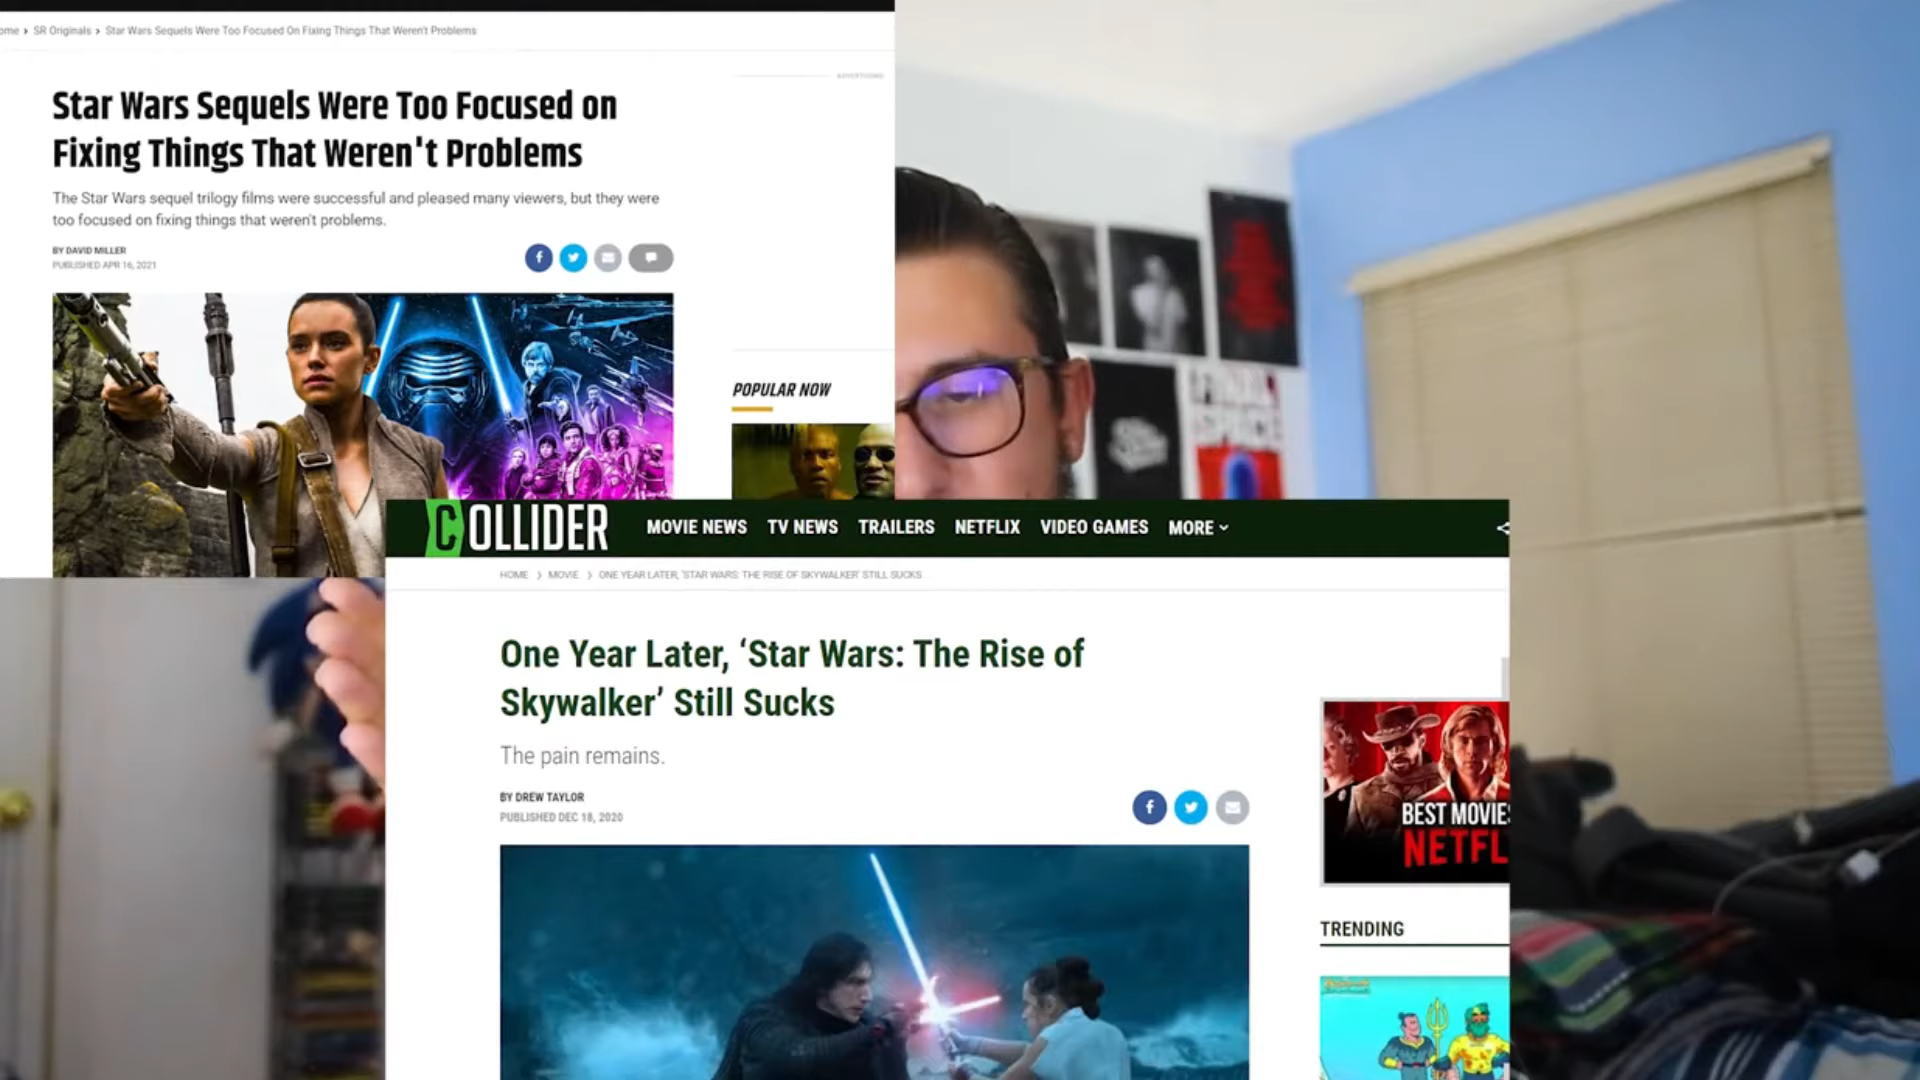 ome › SR Originals › Star Wars Sequels Were Too Focused On Fixing Things That Weren't Problems
ADVERTISING
Star Wars Sequels Were Too Focused on
Fixing Things That Weren't Problems
The Star Wars sequel trilogy films were successful and pleased many viewers, but they were
too focused on fixing things that weren't problems.
BY DAVID MILLER
PUBLISHED APR 16, 2021
POPULAR NOW
FINAL
SPACE
COLLIDER
MOVIE NEWS TV NEWS TRAILERS NETFLIX VIDEO GAMES MORE
HOME › MOVIE › ONE YEAR LATER, 'STAR WARS: THE RISE OF SKYWALKER' STILL SUCKS
One Year Later, ‘Star Wars: The Rise of
Skywalker’ Still Sucks
The pain remains.
BY DREW TAYLOR
PUBLISHED DEC 18, 2020
BEST MOVIES
NETFL
TRENDING